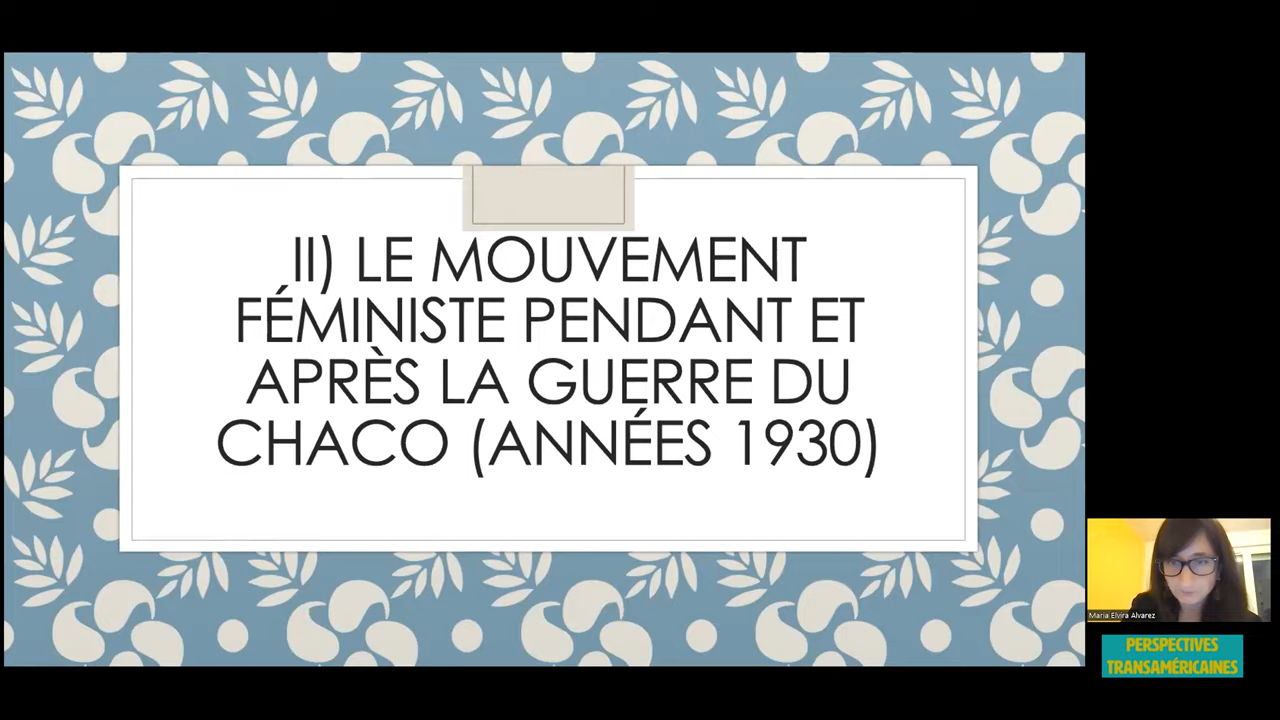 II) LE MOUVEMENT
FÉMINISTE PENDANT ET
APRÈS LA GUERRE DU
CHACO (ANNÉES 1930)
Maria Elvira Alvarez
PERSPECTIVES
TRANSAMÉRICAINES